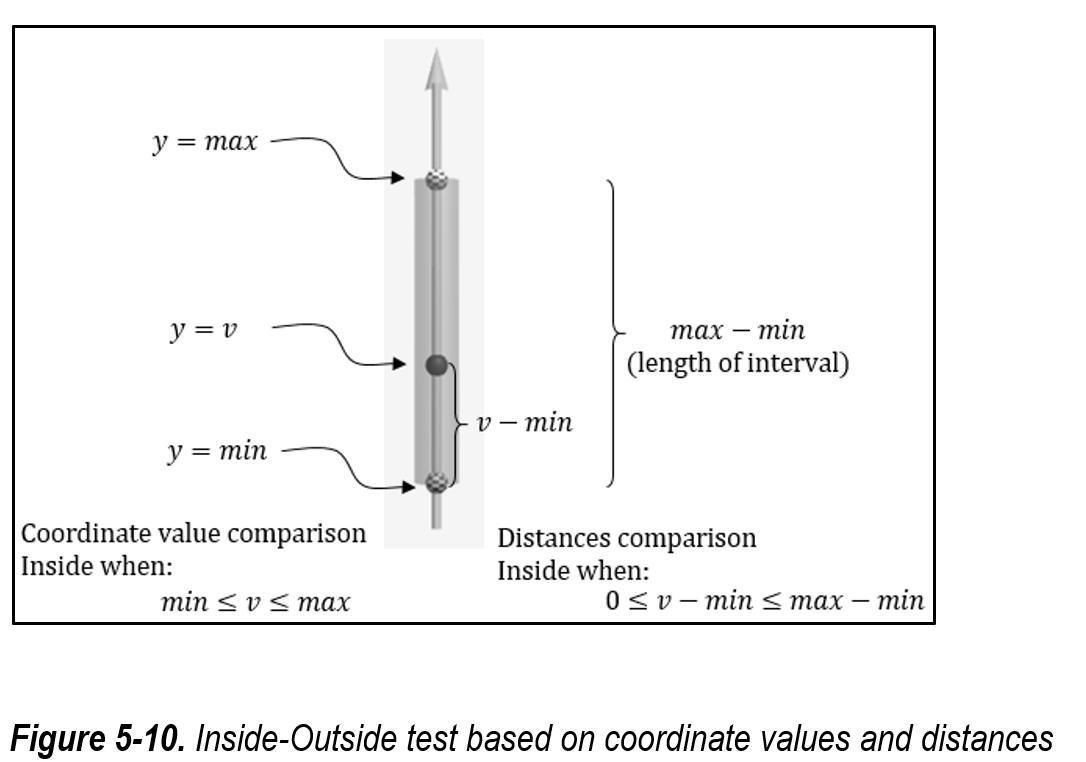 y = max
y = v
max − min
(length of interval)
v − min
y = min
Coordinate value comparison
Inside when:
min ≤ v ≤ max
Distances comparison
Inside when:
0 ≤ v − min ≤ max − min
Figure 5-10. Inside-Outside test based on coordinate values and distances